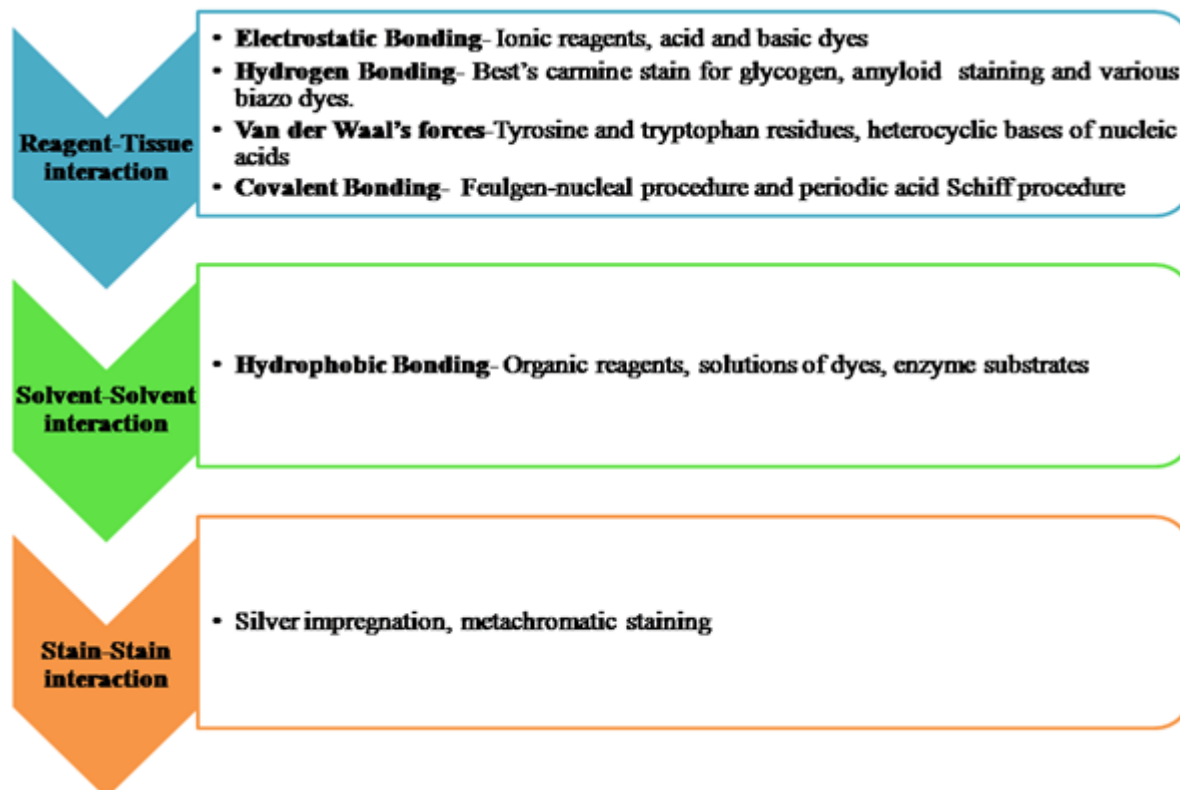 Reagent-Tissue
interaction
• Electrostatic Bonding- Ionic reagents, acid and basic dyes
• Hydrogen Bonding- Best's carmine stain for glycogen, amyloid staining and various
biazo dyes.
• Van der Waal's forces-Tyrosine and tryptophan residues, heterocyclic bases of nucleic
acids
• Covalent Bonding- Feulgen-nucleal procedure and periodic acid Schiff procedure
Solvent-Solvent
interaction
• Hydrophobic Bonding- Organic reagents, solutions of dyes, enzyme substrates
Stain-Stain
interaction
• Silver impregnation, metachromatic staining